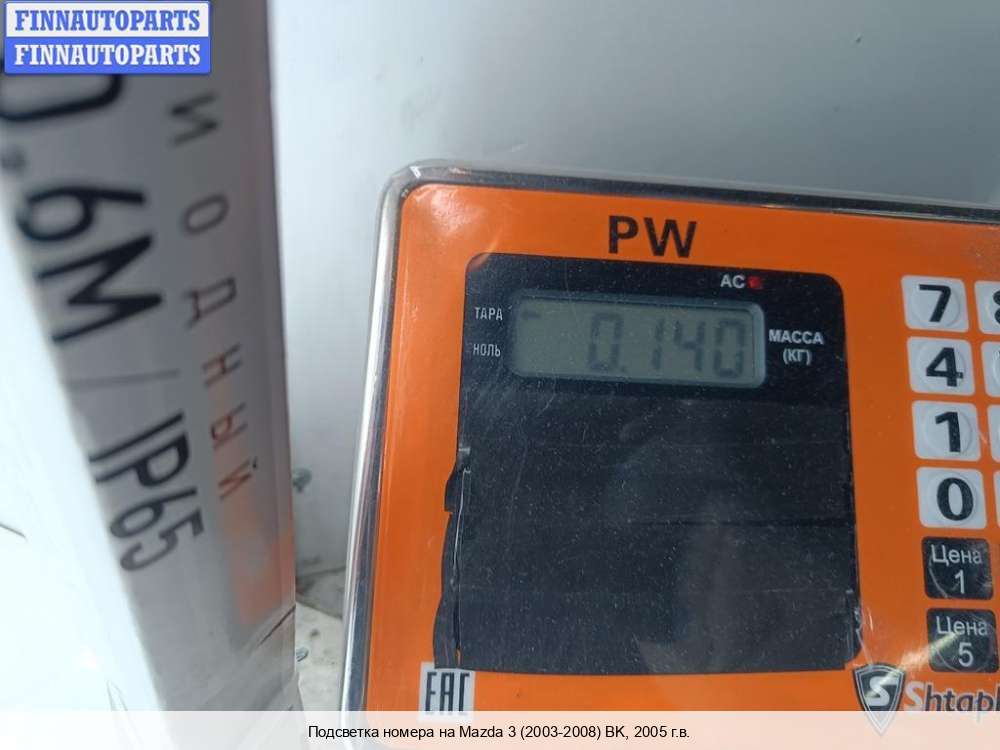 FINNAUTOPARTS
FINNAUTOPARTS
0.6М/IP65
ИОДНЫЙ
PW
AC
ТАРА
НОЛЬ
0.140
МАССА
(КГ)
7
4
1
0
Цена
1
Цена
5
EAC
Подсветка номера на Mazda 3 (2003-2008) BK, 2005 г.в.